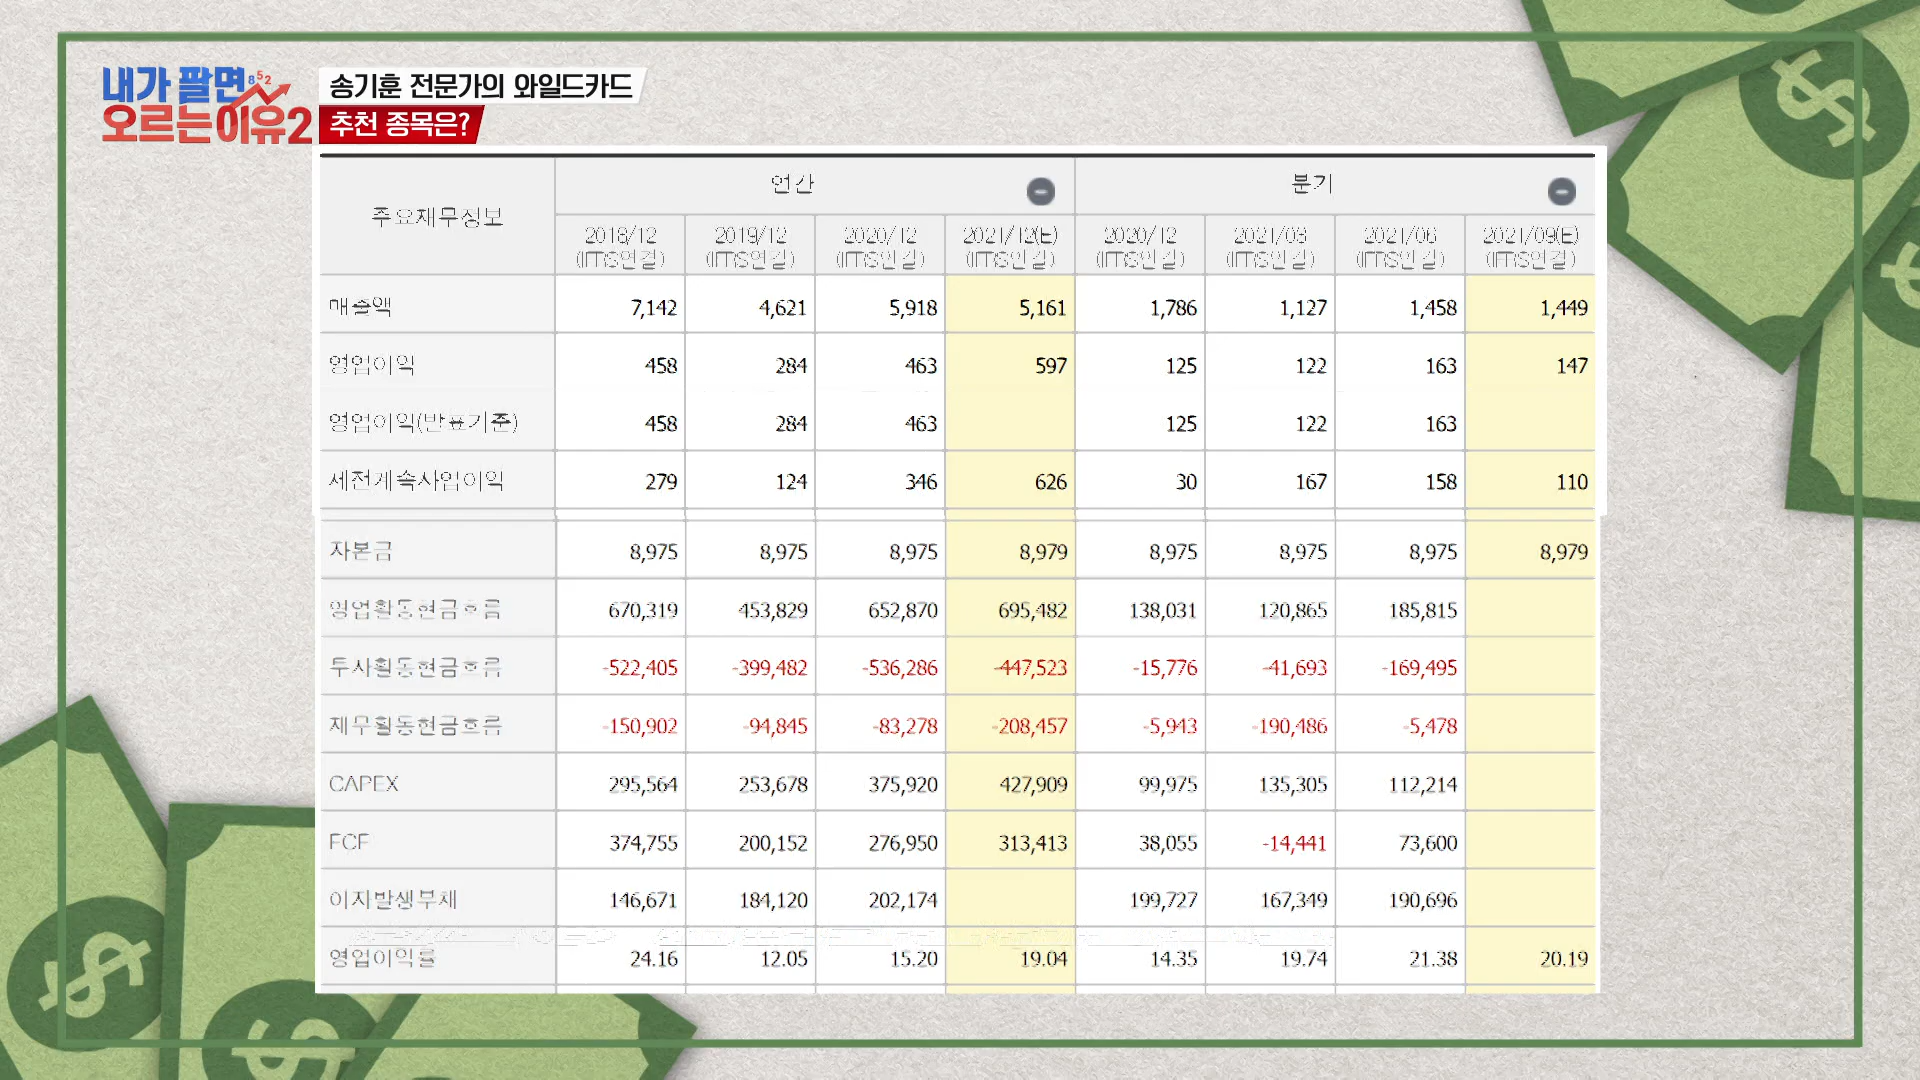 내가 팔면 852
오르는이유2
송기훈 전문가의 와일드카드
추천 종목은?
주요재무정보 연간 분기
2018/12 2019/12 2020/12 2021/12(E) 2020/12 2021/03 2021/06 2021/09(E)
(IFRS연결) (IFRS연결) (IFRS연결) (IFRS연결) (IFRS연결) (IFRS연결) (IFRS연결) (IFRS연결)
매출액 7,142 4,621 5,918 5,161 1,786 1,127 1,458 1,449
영업이익 458 284 463 597 125 122 163 147
영업이익(발표기준) 458 284 463 125 122 163
세전계속사업이익 279 124 346 626 30 167 158 110
자본금 8,975 8,975 8,975 8,979 8,975 8,975 8,975 8,979
영업활동현금흐름 670,319 453,829 652,870 695,482 138,031 120,865 185,815
투자활동현금흐름 -522,405 -399,482 -536,286 -447,523 -15,776 -41,693 -169,495
재무활동현금흐름 -150,902 -94,845 -83,278 -208,457 -5,943 -190,486 -5,478
CAPEX 295,564 253,678 375,920 427,909 99,975 135,305 112,214
FCF 374,755 200,152 276,950 313,413 38,055 -14,441 73,600
이자발생부채 146,671 184,120 202,174 199,727 167,349 190,696
영업이익률 24.16 12.05 15.20 19.04 14.35 19.74 21.38 20.19